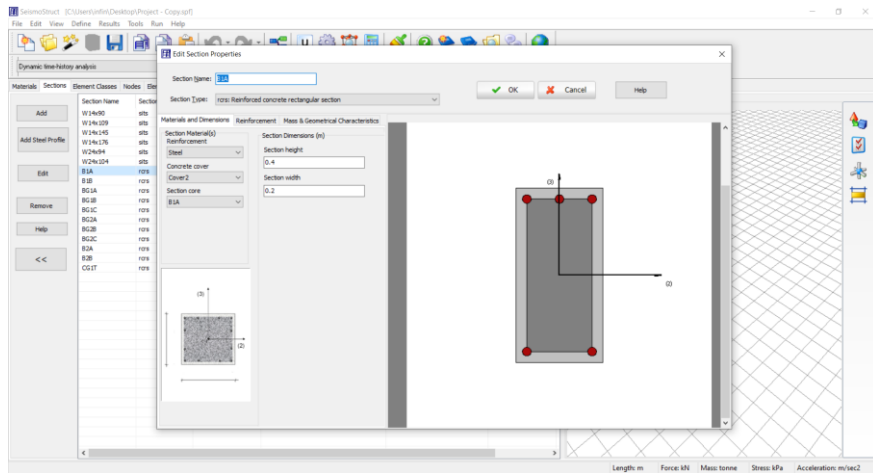 SeismoStruct [C:\Users\nfin\Desktop\Project - Copy.spf]
File Edit View Define Results Tools Run Help
Dynamic time-history analysis
Materials Sections Element Classes Nodes
Add
Add Steel Profile
Edit
Remove
Help
<<
Section Name
W14x90 sits
W14x109 sits
W14x145 sits
W14x176 sits
W24x94 sits
W24x104 sits
B1A rcrs
B1B rcrs
BG1A rcrs
BG1B rcrs
BG1C rcrs
BG2A rcrs
BG2B rcrs
BG2C rcrs
B2A rcrs
B2B rcrs
CG1T rcrs
Edit Section Properties
Section Name: B1A
Section Type: rcrs: Reinforced concrete rectangular section
OK
Cancel
Help
Materials and Dimensions Reinforcement Mass & Geometrical Characteristics
Section Material(s)
Reinforcement
Steel
Concrete cover
Cover2
Section core
B1A
Section Dimensions (m)
Section height
0.4
Section width
0.2
(3)
(2)
(3)
(2)
Length: m Force: kN Mass: tonne Stress: kPa Acceleration: m/sec2